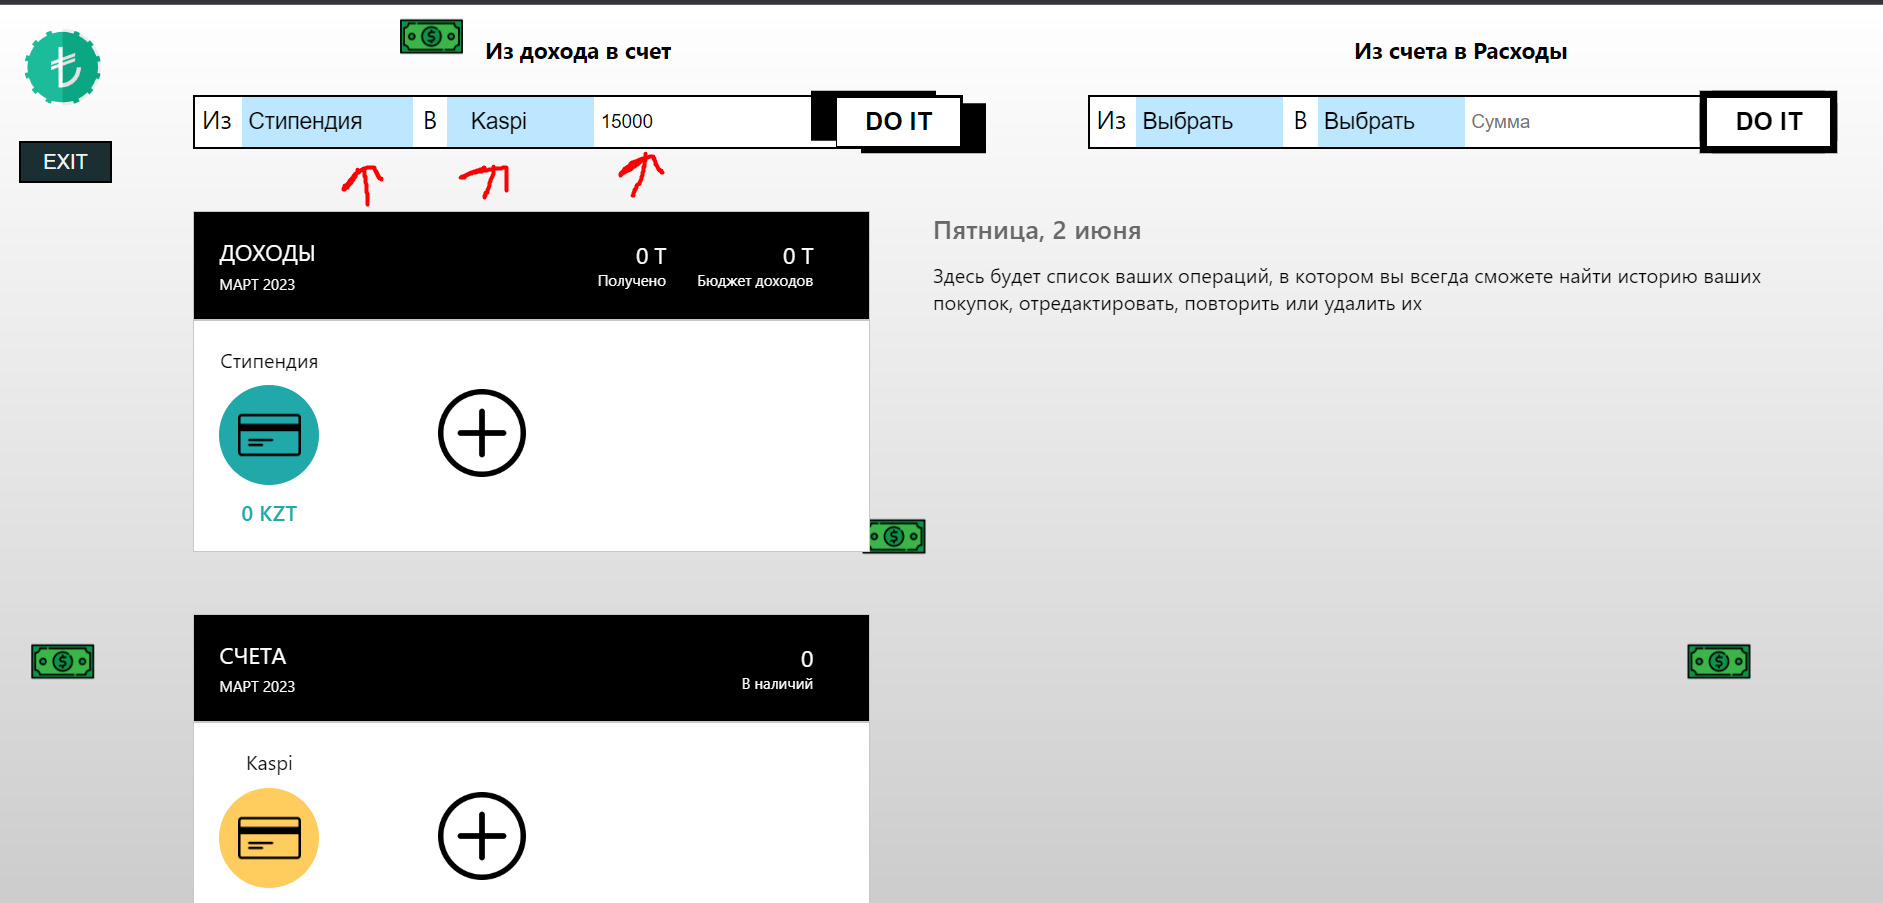 Из дохода в счет
Из счета в Расходы
Из Стипендия В Kaspi 15000 DO IT
Из Выбрать В Выбрать Сумма DO IT
EXIT
ДОХОДЫ
МАРТ 2023
0 T
Получено
0 T
Бюджет доходов
Пятница, 2 июня
Здесь будет список ваших операций, в котором вы всегда сможете найти историю ваших
покупок, отредактировать, повторить или удалить их
Стипендия
0 KZT
СЧЕТА
МАРТ 2023
0
В наличий
Kaspi